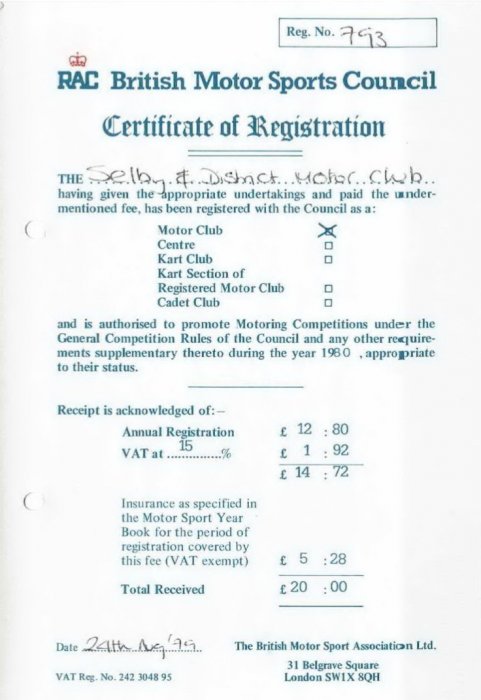 Reg. No. 793
RAC British Motor Sports Council
Certificate of Registration
THE Selby & District Motor Club
having given the appropriate undertakings and paid the under-
mentioned fee, has been registered with the Council as a:
Motor Club
Centre
Kart Club
Kart Section of
Registered Motor Club
Cadet Club
and is authorised to promote Motoring Competitions under the
General Competition Rules of the Council and any other require-
ments supplementary thereto during the year 1980 , appropriate
to their status.
Receipt is acknowledged of:–
Annual Registration £ 12 : 80
VAT at 15 % £ 1 : 92
£ 14 : 72
Insurance as specified in
the Motor Sport Year
Book for the period of
registration covered by
this fee (VAT exempt) £ 5 : 28
Total Received £ 20 : 00
Date 24th '79 The British Motor Sport Association Ltd.
31 Belgrave Square
VAT Reg. No. 242 3048 95 London SW1X 8QH